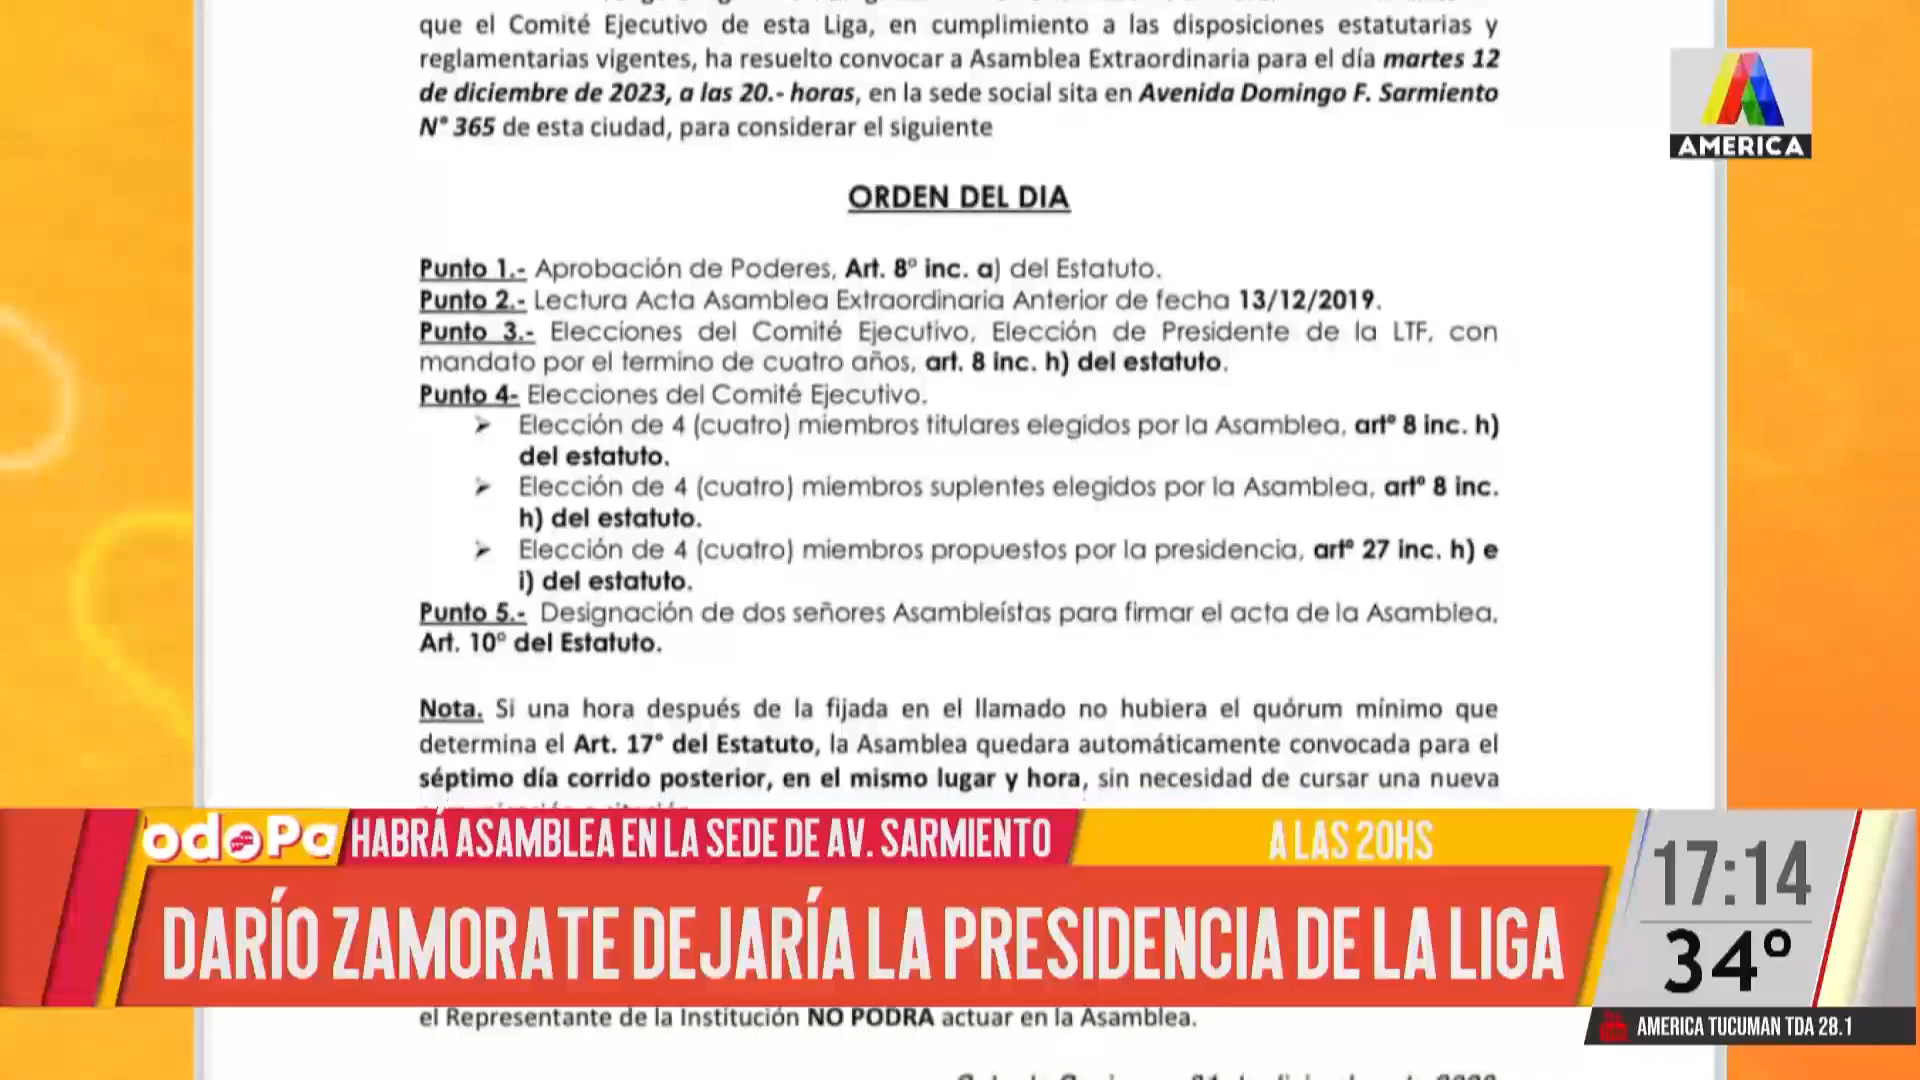 que el Comité Ejecutivo de esta Liga, en cumplimiento a las disposiciones estatutarias y
reglamentarias vigentes, ha resuelto convocar a Asamblea Extraordinaria para el día martes 12
de diciembre de 2023, a las 20.- horas, en la sede social sita en Avenida Domingo F. Sarmiento
N° 365 de esta ciudad, para considerar el siguiente
AMERICA
ORDEN DEL DIA
Punto 1.- Aprobación de Poderes, Art. 8° inc. a) del Estatuto.
Punto 2.- Lectura Acta Asamblea Extraordinaria Anterior de fecha 13/12/2019.
Punto 3.- Elecciones del Comité Ejecutivo, Elección de Presidente de la LTF, con
mandato por el termino de cuatro años, art. 8 inc. h) del estatuto.
Punto 4- Elecciones del Comité Ejecutivo.
➢ Elección de 4 (cuatro) miembros titulares elegidos por la Asamblea, art° 8 inc. h)
del estatuto.
➢ Elección de 4 (cuatro) miembros suplentes elegidos por la Asamblea, art° 8 inc.
h) del estatuto.
➢ Elección de 4 (cuatro) miembros propuestos por la presidencia, art° 27 inc. h) e
i) del estatuto.
Punto 5.- Designación de dos señores Asambleístas para firmar el acta de la Asamblea.
Art. 10° del Estatuto.
Nota. Si una hora después de la fijada en el llamado no hubiera el quórum mínimo que
determina el Art. 17° del Estatuto, la Asamblea quedara automáticamente convocada para el
séptimo día corrido posterior, en el mismo lugar y hora, sin necesidad de cursar una nueva
odoPa
HABRÁ ASAMBLEA EN LA SEDE DE AV. SARMIENTO
A LAS 20HS
DARÍO ZAMORATE DEJARÍA LA PRESIDENCIA DE LA LIGA
17:14
34°
el Representante de la Institución NO PODRA actuar en la Asamblea.
AMERICA TUCUMAN TDA 28.1